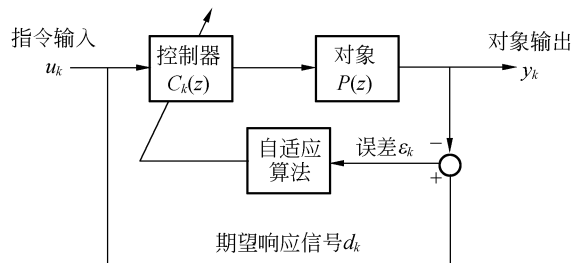 指令输入
u_k
控制器
C_k(z)
对象
P(z)
对象输出
y_k
自适应
算法
误差ε_k
−
+
期望响应信号d_k